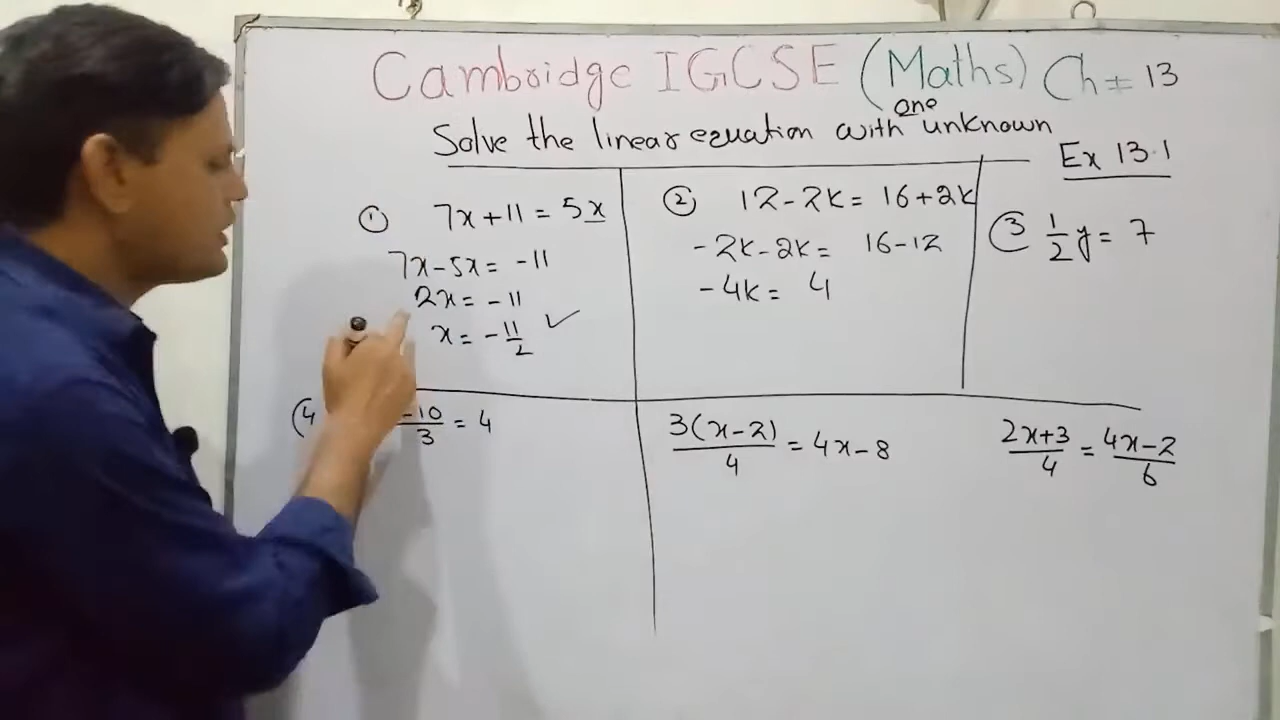 Cambridge IGCSE (Maths) Ch = 13
Solve the linear equation with one unknown
Ex 13.1
① 7x + 11 = 5x
7x - 5x = -11
2x = -11
x = -11/2 ✓
② 12 - 2k = 16 + 2k
-2k - 2k = 16 - 12
-4k = 4
③ 1/2 y = 7
(4 -10/3 = 4
3(x-2)/4 = 4x - 8
2x+3/4 = 4x-2/6